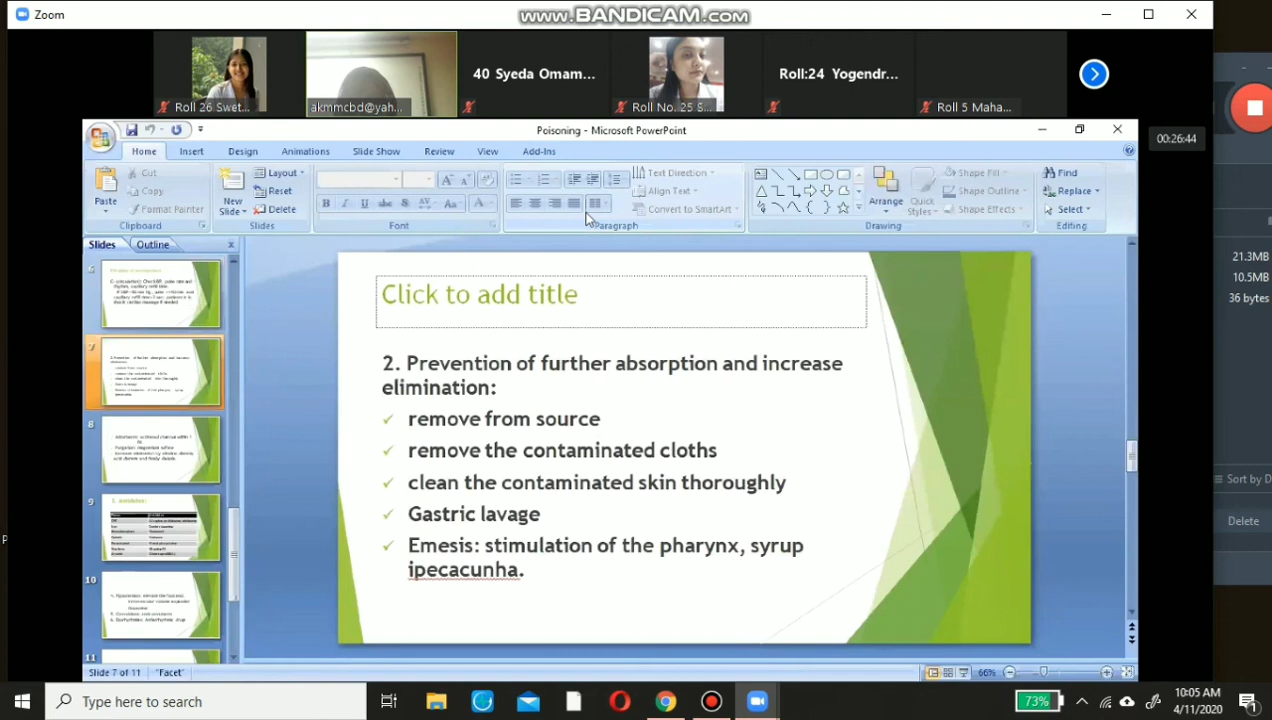 Zoom
www.BANDICAM.com
Roll 26 Swet...
akmmcbd@yah...
40 Syeda Omam...
Roll No. 25 S...
Roll:24 Yogendr...
Roll 5 Maha...
00:26:44
Poisoning - Microsoft PowerPoint
Home Insert Design Animations Slide Show Review View Add-Ins
Paste
Cut
Copy
Format Painter
Clipboard
New Slide
Layout
Reset
Delete
Slides
Font
Text Direction
Align Text
Convert to SmartArt
Paragraph
Arrange
Quick Styles
Shape Fill
Shape Outline
Shape Effects
Drawing
Find
Replace
Select
Editing
Slides Outline
6
7
8
9
10
11
Click to add title
2. Prevention of further absorption and increase
elimination:
remove from source
remove the contaminated cloths
clean the contaminated skin thoroughly
Gastric lavage
Emesis: stimulation of the pharynx, syrup
ipecacunha.
21.3MB
10.5MB
36 bytes
Sort by D
Delete
Slide 7 of 11 "Facet"
66%
Type here to search
73%
10:05 AM
4/11/2020
1